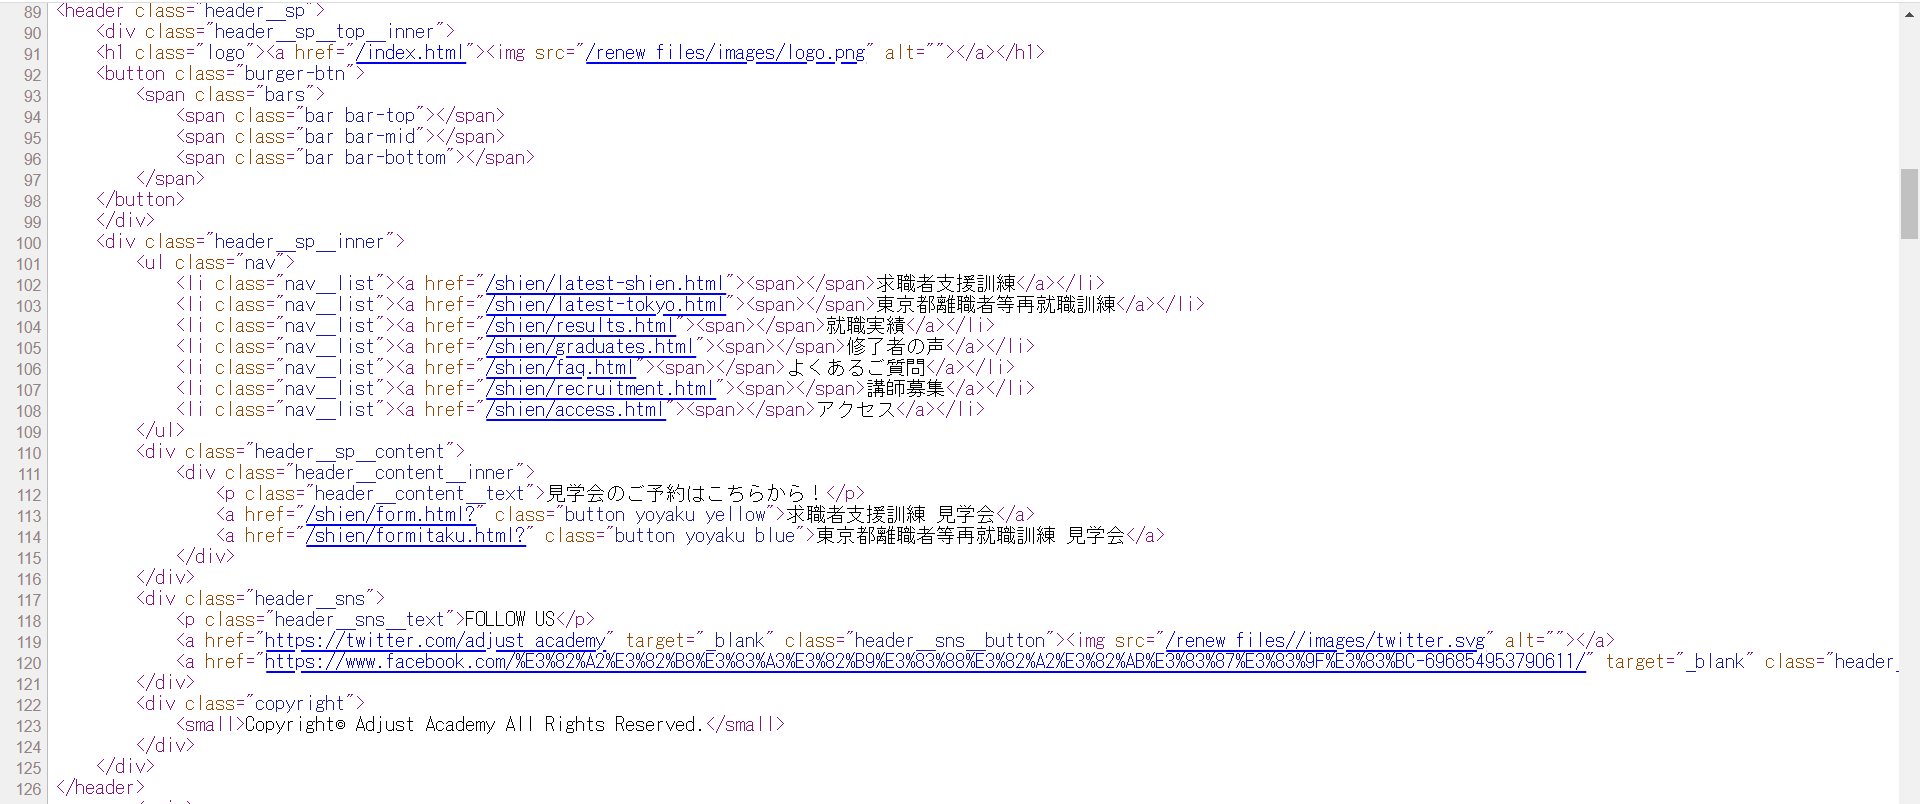 89 <header class="header__sp">
90     <div class="header__sp__top__inner">
91     <h1 class="logo"><a href="/index.html"><img src="/renew_files/images/logo.png" alt=""></a></h1>
92     <button class="burger-btn">
93         <span class="bars">
94             <span class="bar bar-top"></span>
95             <span class="bar bar-mid"></span>
96             <span class="bar bar-bottom"></span>
97         </span>
98     </button>
99     </div>
100     <div class="header__sp__inner">
101         <ul class="nav">
102             <li class="nav__list"><a href="/shien/latest-shien.html"><span></span>求職者支援訓練</a></li>
103             <li class="nav__list"><a href="/shien/latest-tokyo.html"><span></span>東京都離職者等再就職訓練</a></li>
104             <li class="nav__list"><a href="/shien/results.html"><span></span>就職実績</a></li>
105             <li class="nav__list"><a href="/shien/graduates.html"><span></span>修了者の声</a></li>
106             <li class="nav__list"><a href="/shien/faq.html"><span></span>よくあるご質問</a></li>
107             <li class="nav__list"><a href="/shien/recruitment.html"><span></span>講師募集</a></li>
108             <li class="nav__list"><a href="/shien/access.html"><span></span>アクセス</a></li>
109         </ul>
110         <div class="header__sp__content">
111             <div class="header__content__inner">
112                 <p class="header__content__text">見学会のご予約はこちらから！</p>
113                 <a href="/shien/form.html?" class="button yoyaku yellow">求職者支援訓練 見学会</a>
114                 <a href="/shien/formitaku.html?" class="button yoyaku blue">東京都離職者等再就職訓練 見学会</a>
115             </div>
116         </div>
117         <div class="header__sns">
118             <p class="header__sns__text">FOLLOW US</p>
119             <a href="https://twitter.com/adjust_academy" target="_blank" class="header__sns__button"><img src="/renew_files//images/twitter.svg" alt=""></a>
120             <a href="https://www.facebook.com/%E3%82%A2%E3%82%B8%E3%83%A3%E3%82%B9%E3%83%88%E3%82%A2%E3%82%AB%E3%83%87%E3%83%9F%E3%83%BC-696854953790611/" target="_blank" class="header_
121         </div>
122         <div class="copyright">
123             <small>Copyright© Adjust Academy All Rights Reserved.</small>
124         </div>
125     </div>
126 </header>